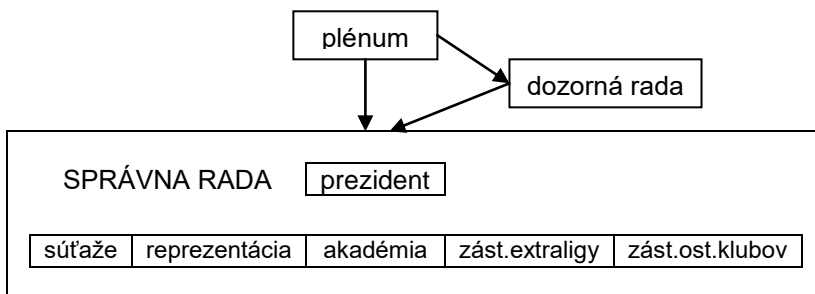 plénum
dozorná rada
SPRÁVNA RADA prezident
súťaže reprezentácia akadémia zást.extraligy zást.ost.klubov